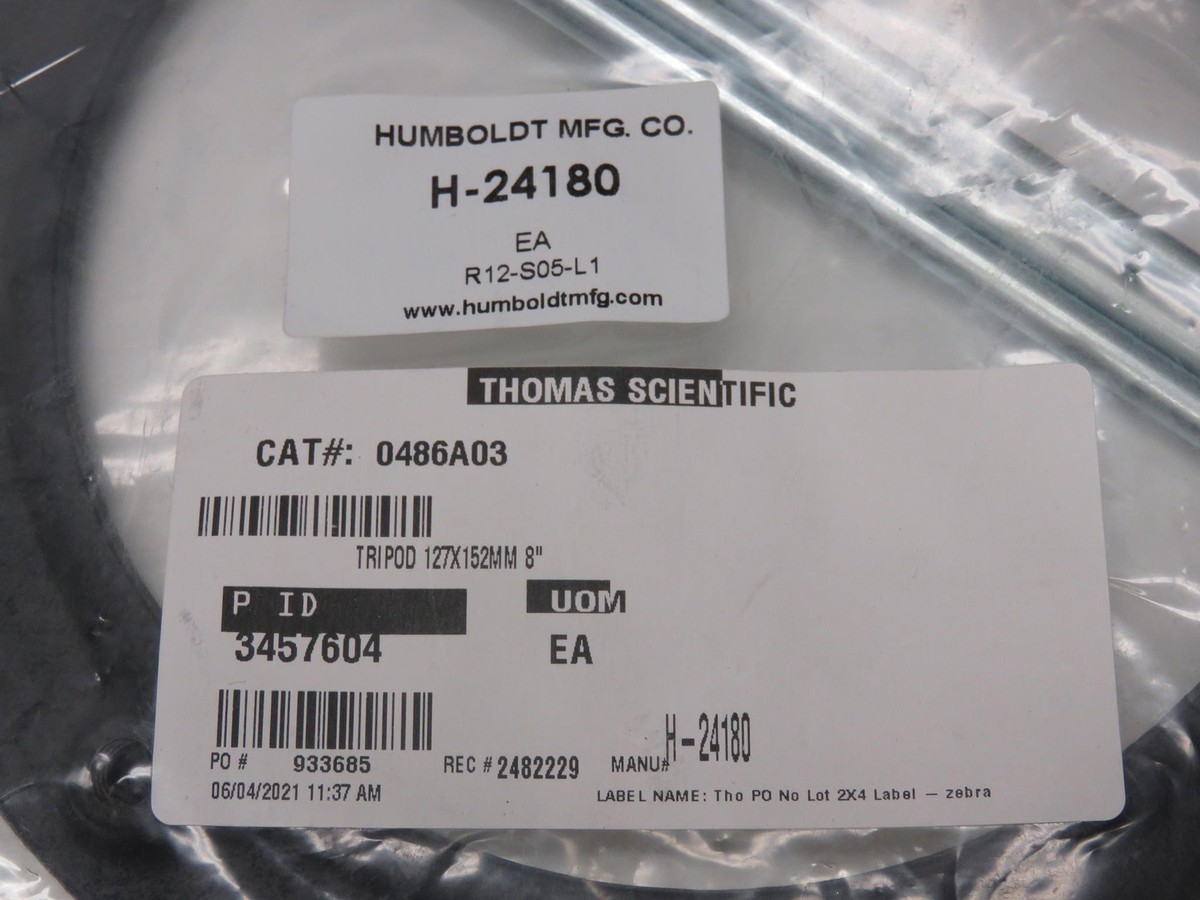 HUMBOLDT MFG. CO.
H-24180
EA
R12-S05-L1
www.humboldtmfg.com
THOMAS SCIENTIFIC
CAT#: 0486A03
TRIPOD 127X152MM 8"
P ID UOM
3457604 EA
PO # 933685 REC # 2482229 MANU# H-24180
06/04/2021 11:37 AM LABEL NAME: Tho PO No Lot 2X4 Label — zebra